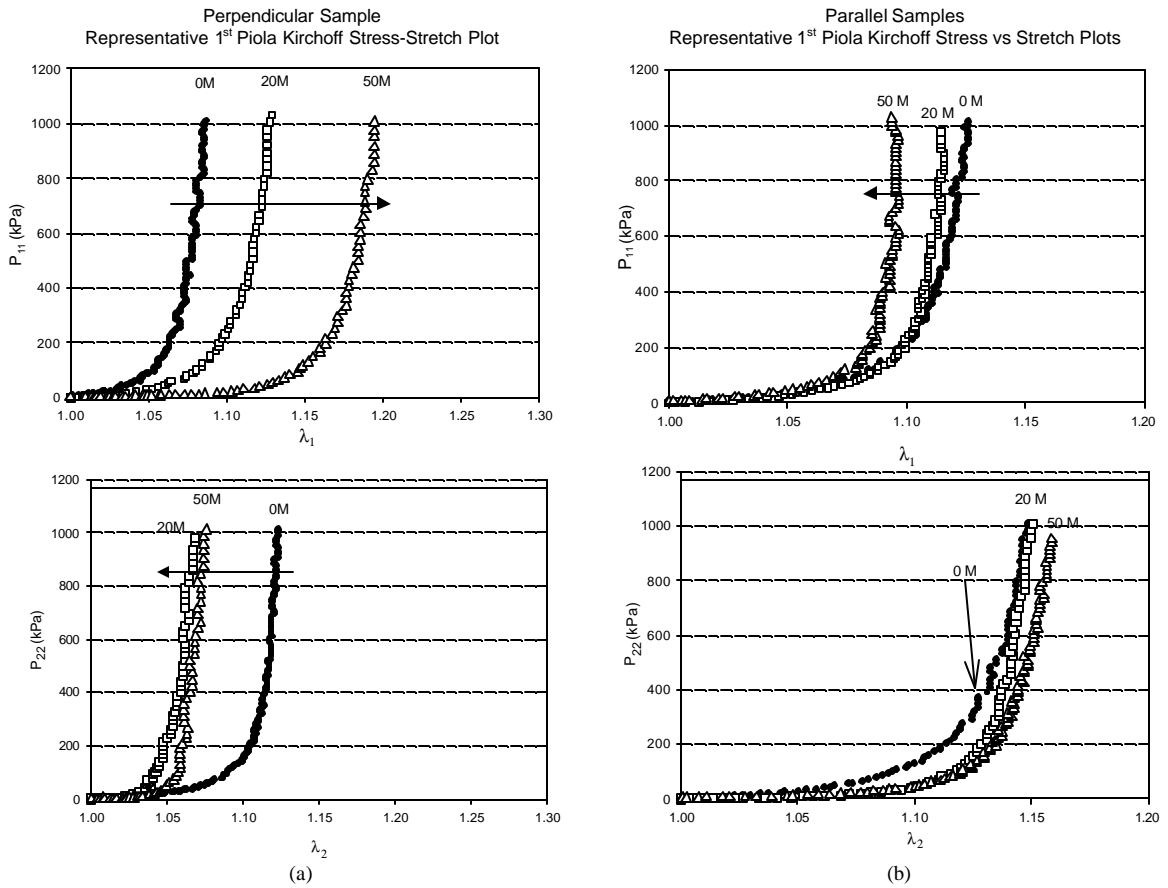 Perpendicular Sample
Representative 1st Piola Kirchoff Stress-Stretch Plot
1200
1000
800
600
400
200
0
P11 (kPa)
0M
20M
50M
1.00
1.05
1.10
1.15
1.20
1.25
1.30
λ1
Parallel Samples
Representative 1st Piola Kirchoff Stress vs Stretch Plots
1200
1000
800
600
400
200
0
P11 (kPa)
50 M
20 M
0 M
1.00
1.05
1.10
1.15
1.20
λ1
1200
1000
800
600
400
200
0
P22 (kPa)
20M
50M
0M
1.00
1.05
1.10
1.15
1.20
1.25
1.30
λ2
(a)
1200
1000
800
600
400
200
0
P22 (kPa)
20 M
50 M
0 M
1.00
1.05
1.10
1.15
1.20
λ2
(b)